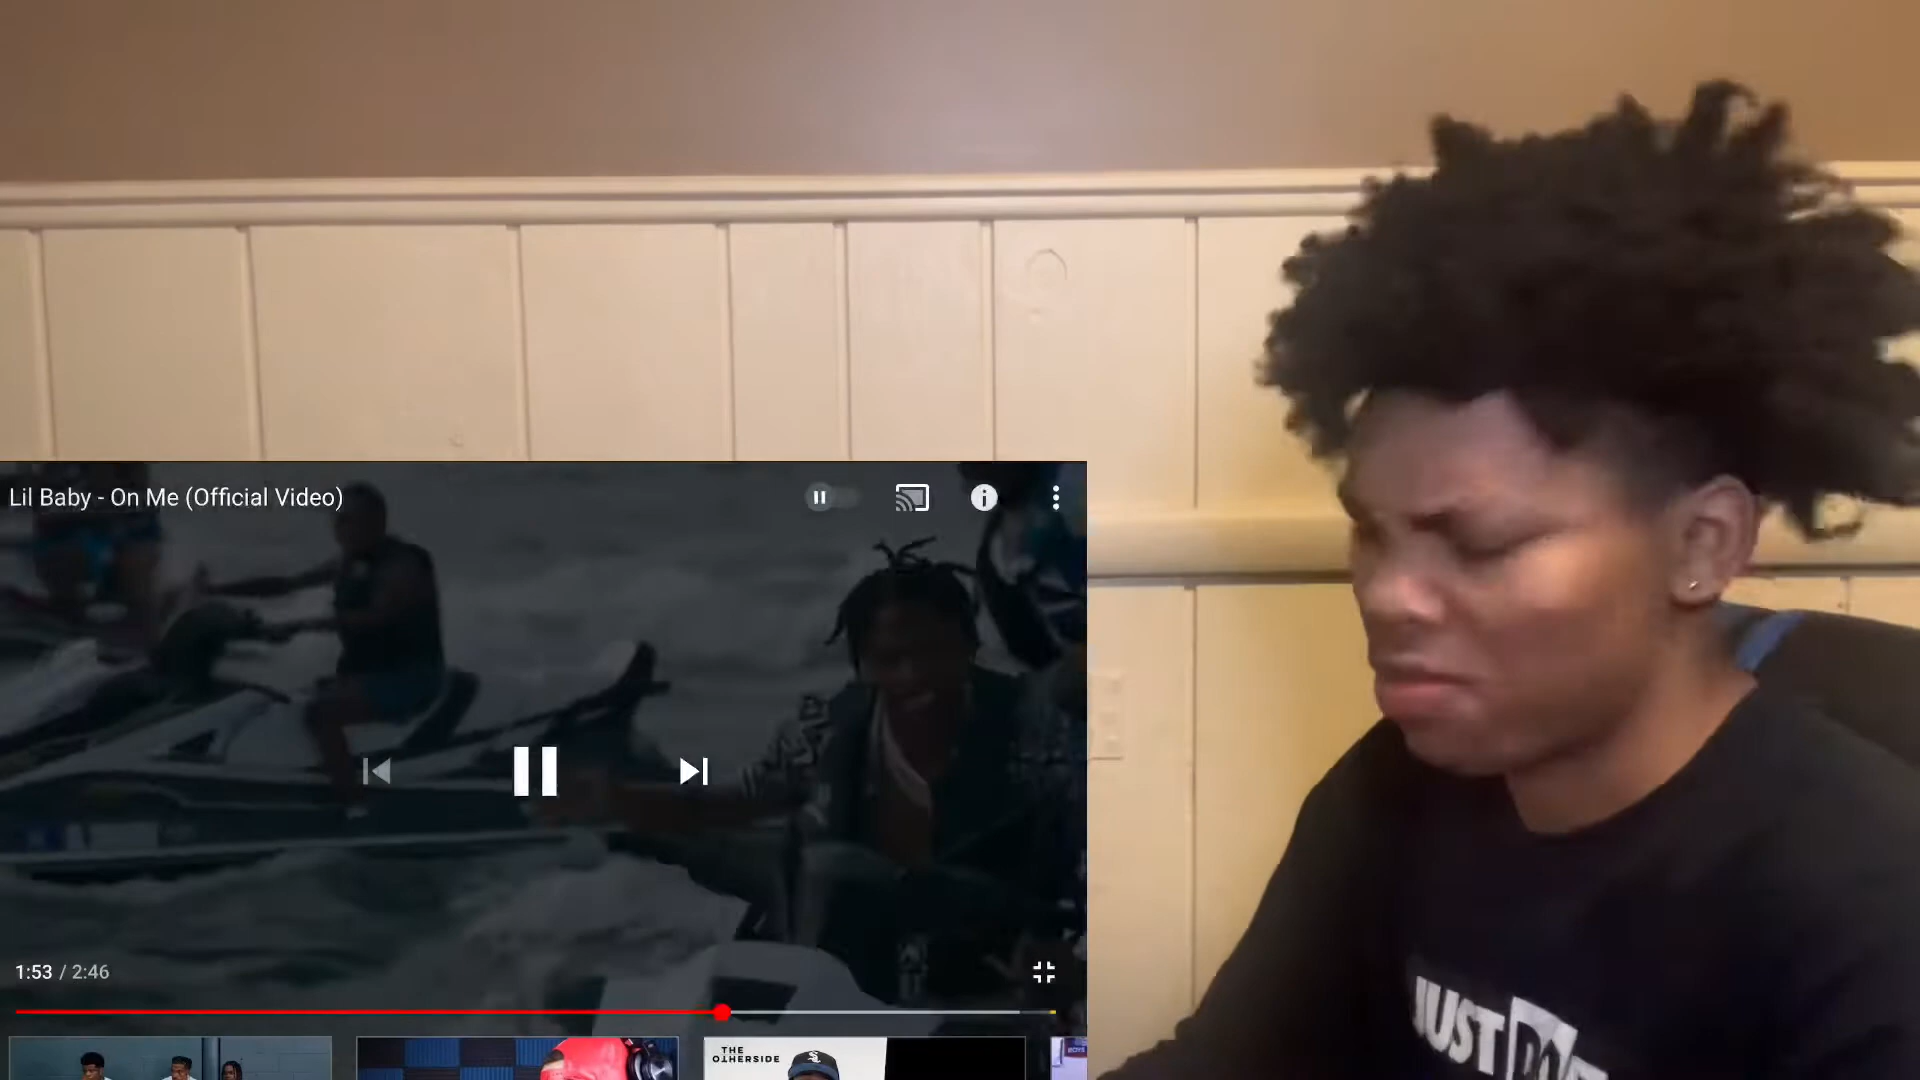 Lil Baby - On Me (Official Video)
1:53 / 2:46
THE
OTHERSIDE
JUST DO